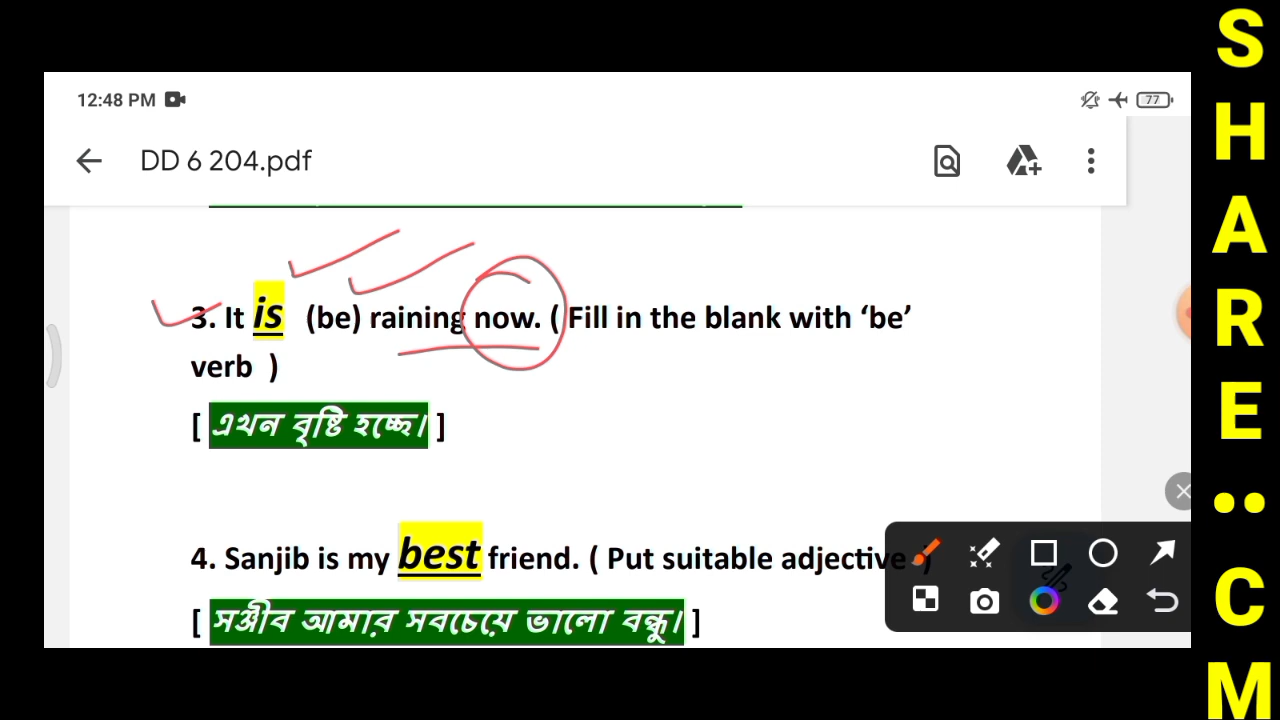 12:48 PM
77
DD 6 204.pdf
3. It is (be) raining now. ( Fill in the blank with ‘be’
verb )
[ এখন বৃষ্টি হচ্ছে। ]
4. Sanjib is my best friend. ( Put suitable adjective )
[ সঞ্জীব আমার সবচেয়ে ভালো বন্ধু। ]
S
H
A
R
E
••
C
M